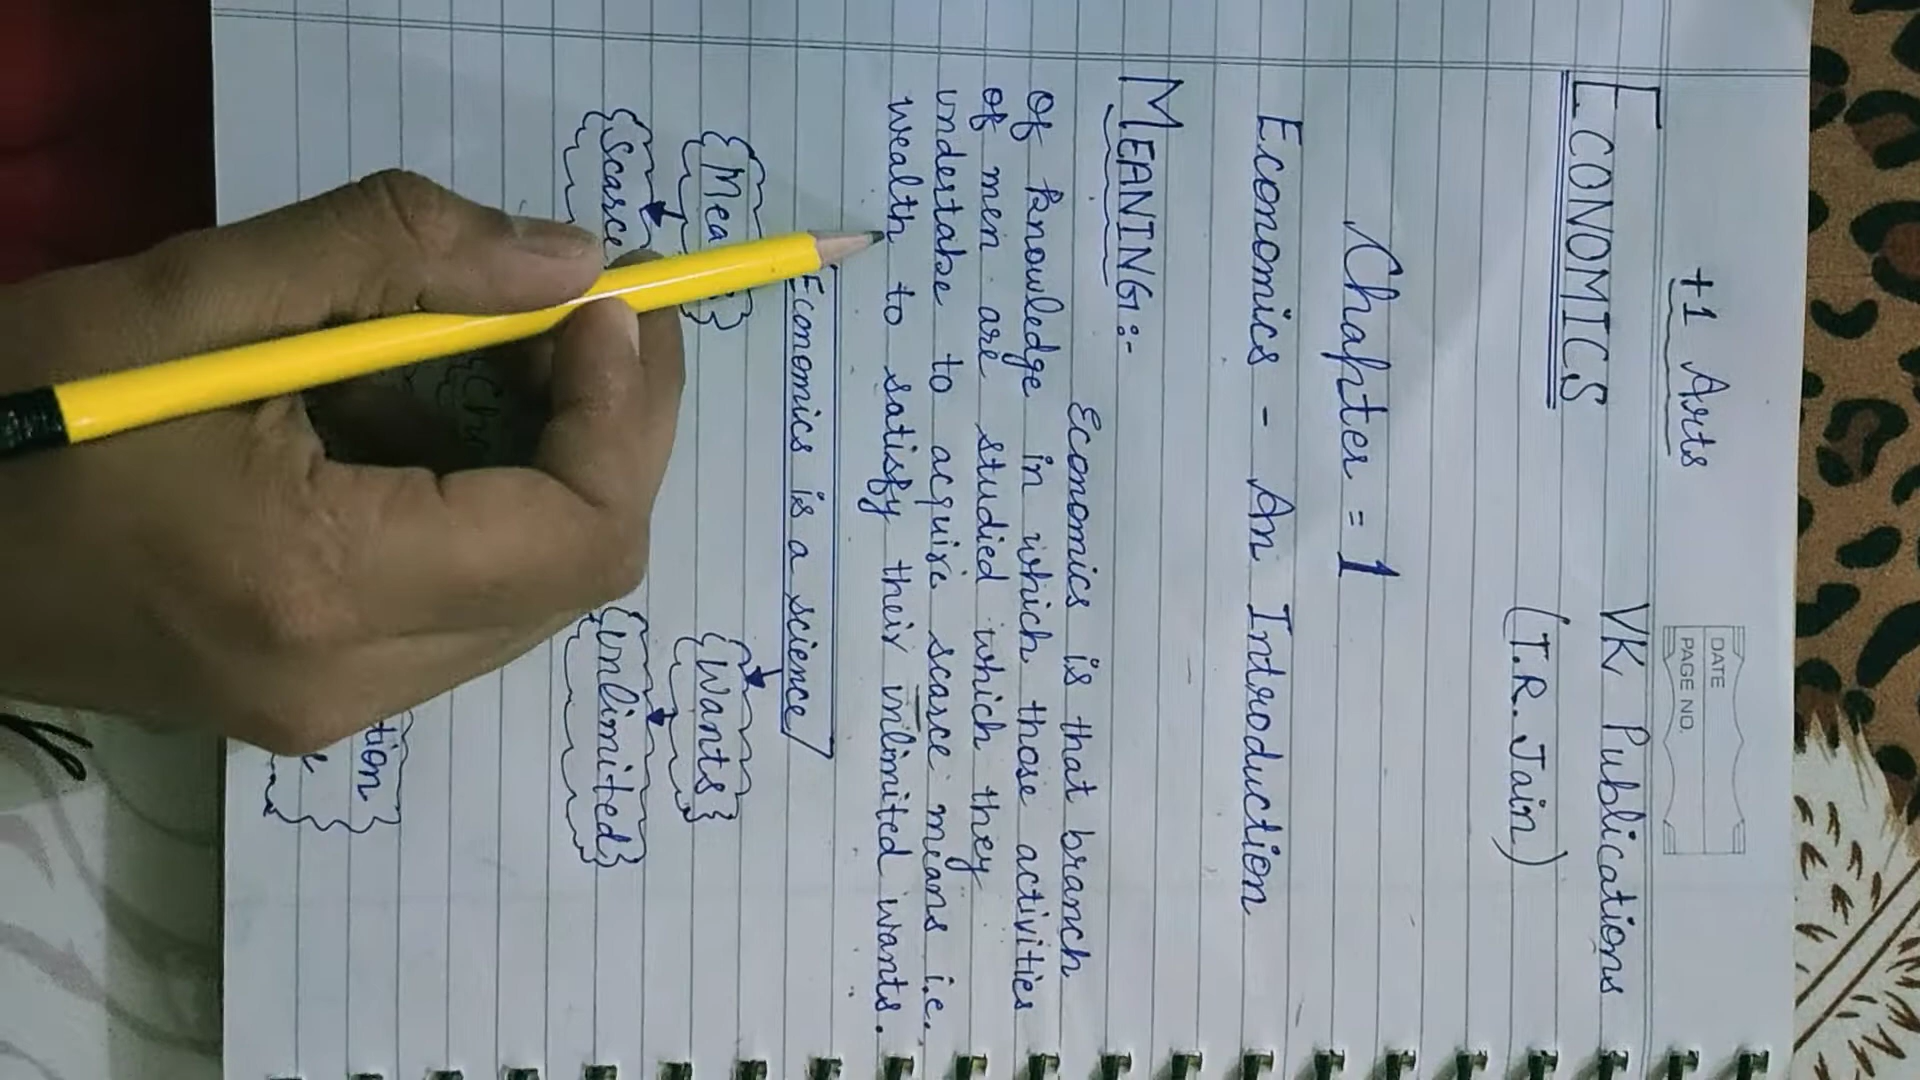 +1 Arts
DATE
PAGE NO.
ECONOMICS
VK Publications
(T.R. Jain)
Chapter = 1
Economics - An Introduction
MEANING:-
Economics is that branch
of knowledge in which those activities
of men are studied which they
undertake to acquire scarce means i.e.
wealth to satisfy their unlimited wants.
Economics is a science
Wants
Scarce
Unlimited